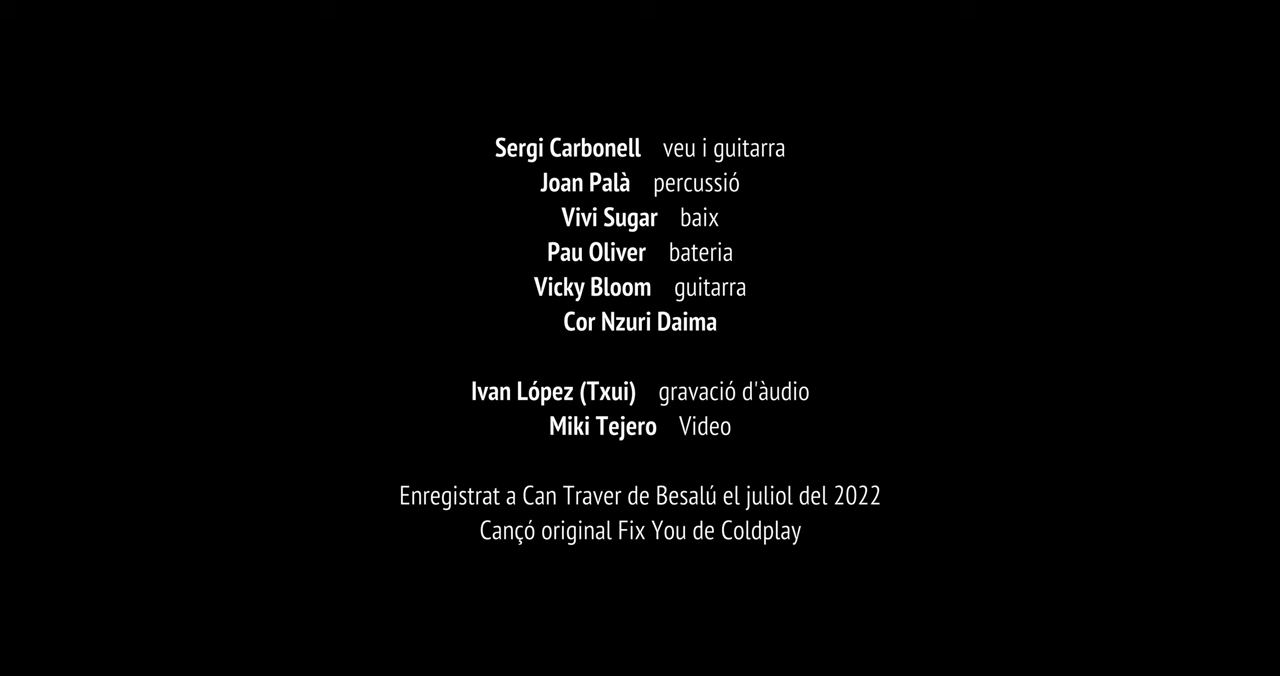 Sergi Carbonell veu i guitarra
Joan Palà percussió
Vivi Sugar baix
Pau Oliver bateria
Vicky Bloom guitarra
Cor Nzuri Daima
Ivan López (Txui) gravació d'àudio
Miki Tejero Video
Enregistrat a Can Traver de Besalú el juliol del 2022
Cançó original Fix You de Coldplay